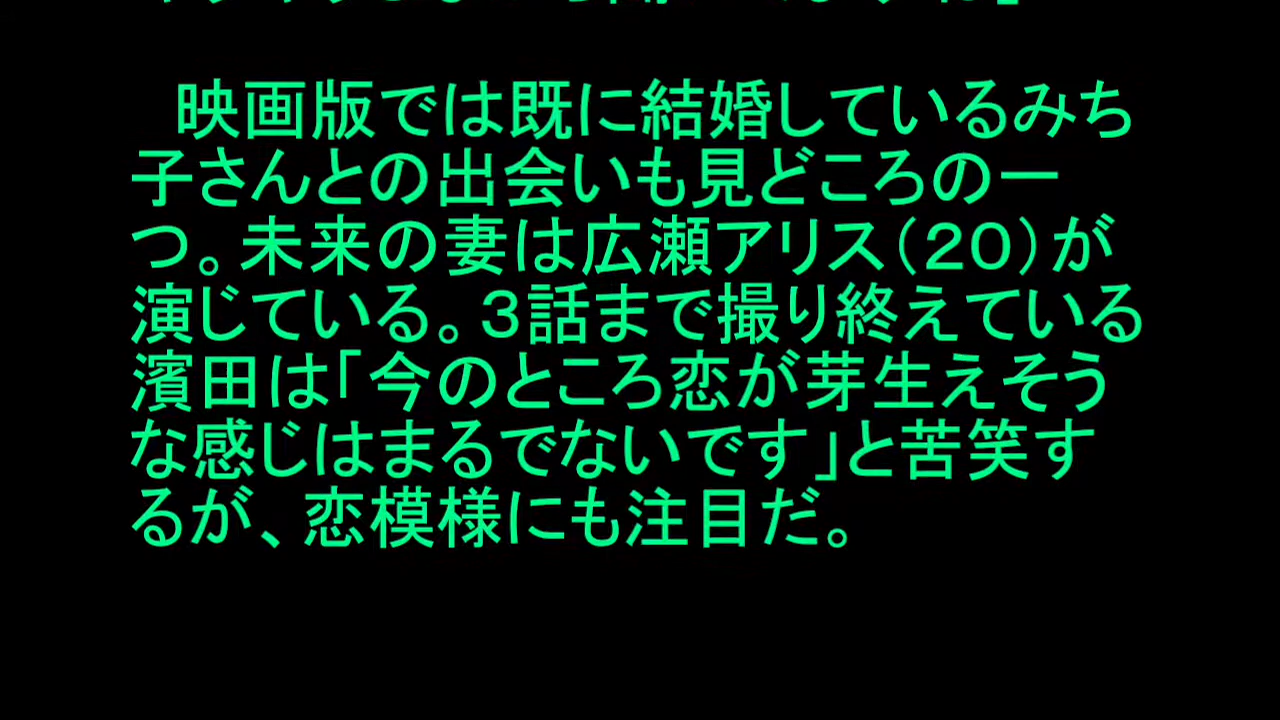 映画版では既に結婚しているみち
子さんとの出会いも見どころの一
つ。未来の妻は広瀬アリス（２０）が
演じている。３話まで撮り終えている
濱田は「今のところ恋が芽生えそう
な感じはまるでないです」と苦笑す
るが、恋模様にも注目だ。